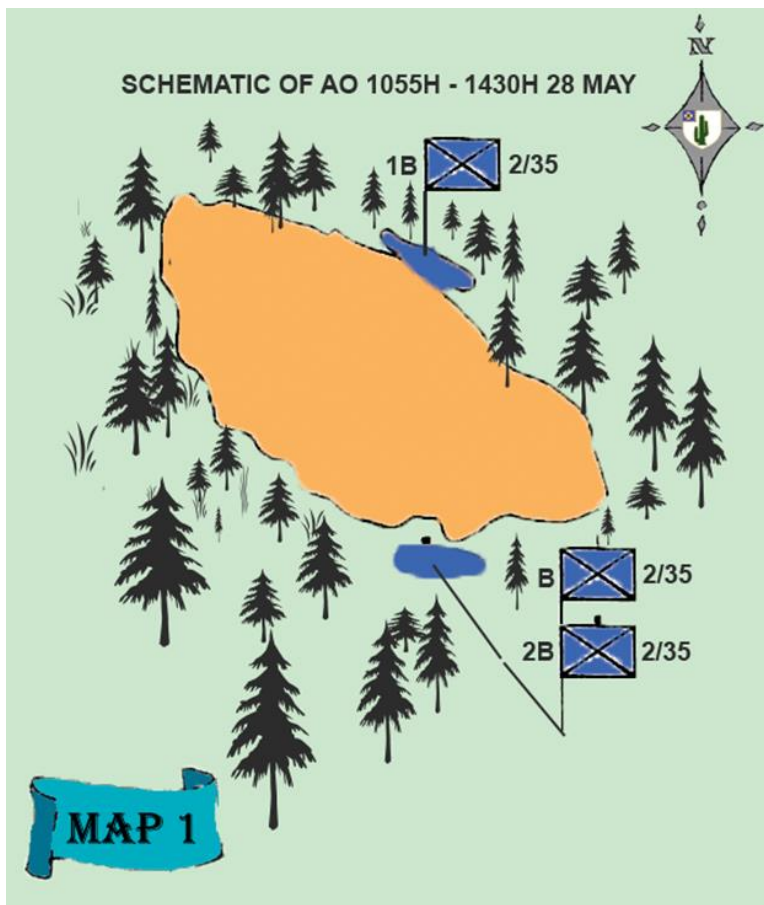 N
SCHEMATIC OF AO 1055H - 1430H 28 MAY
1B 2/35
B 2/35
2B 2/35
MAP 1